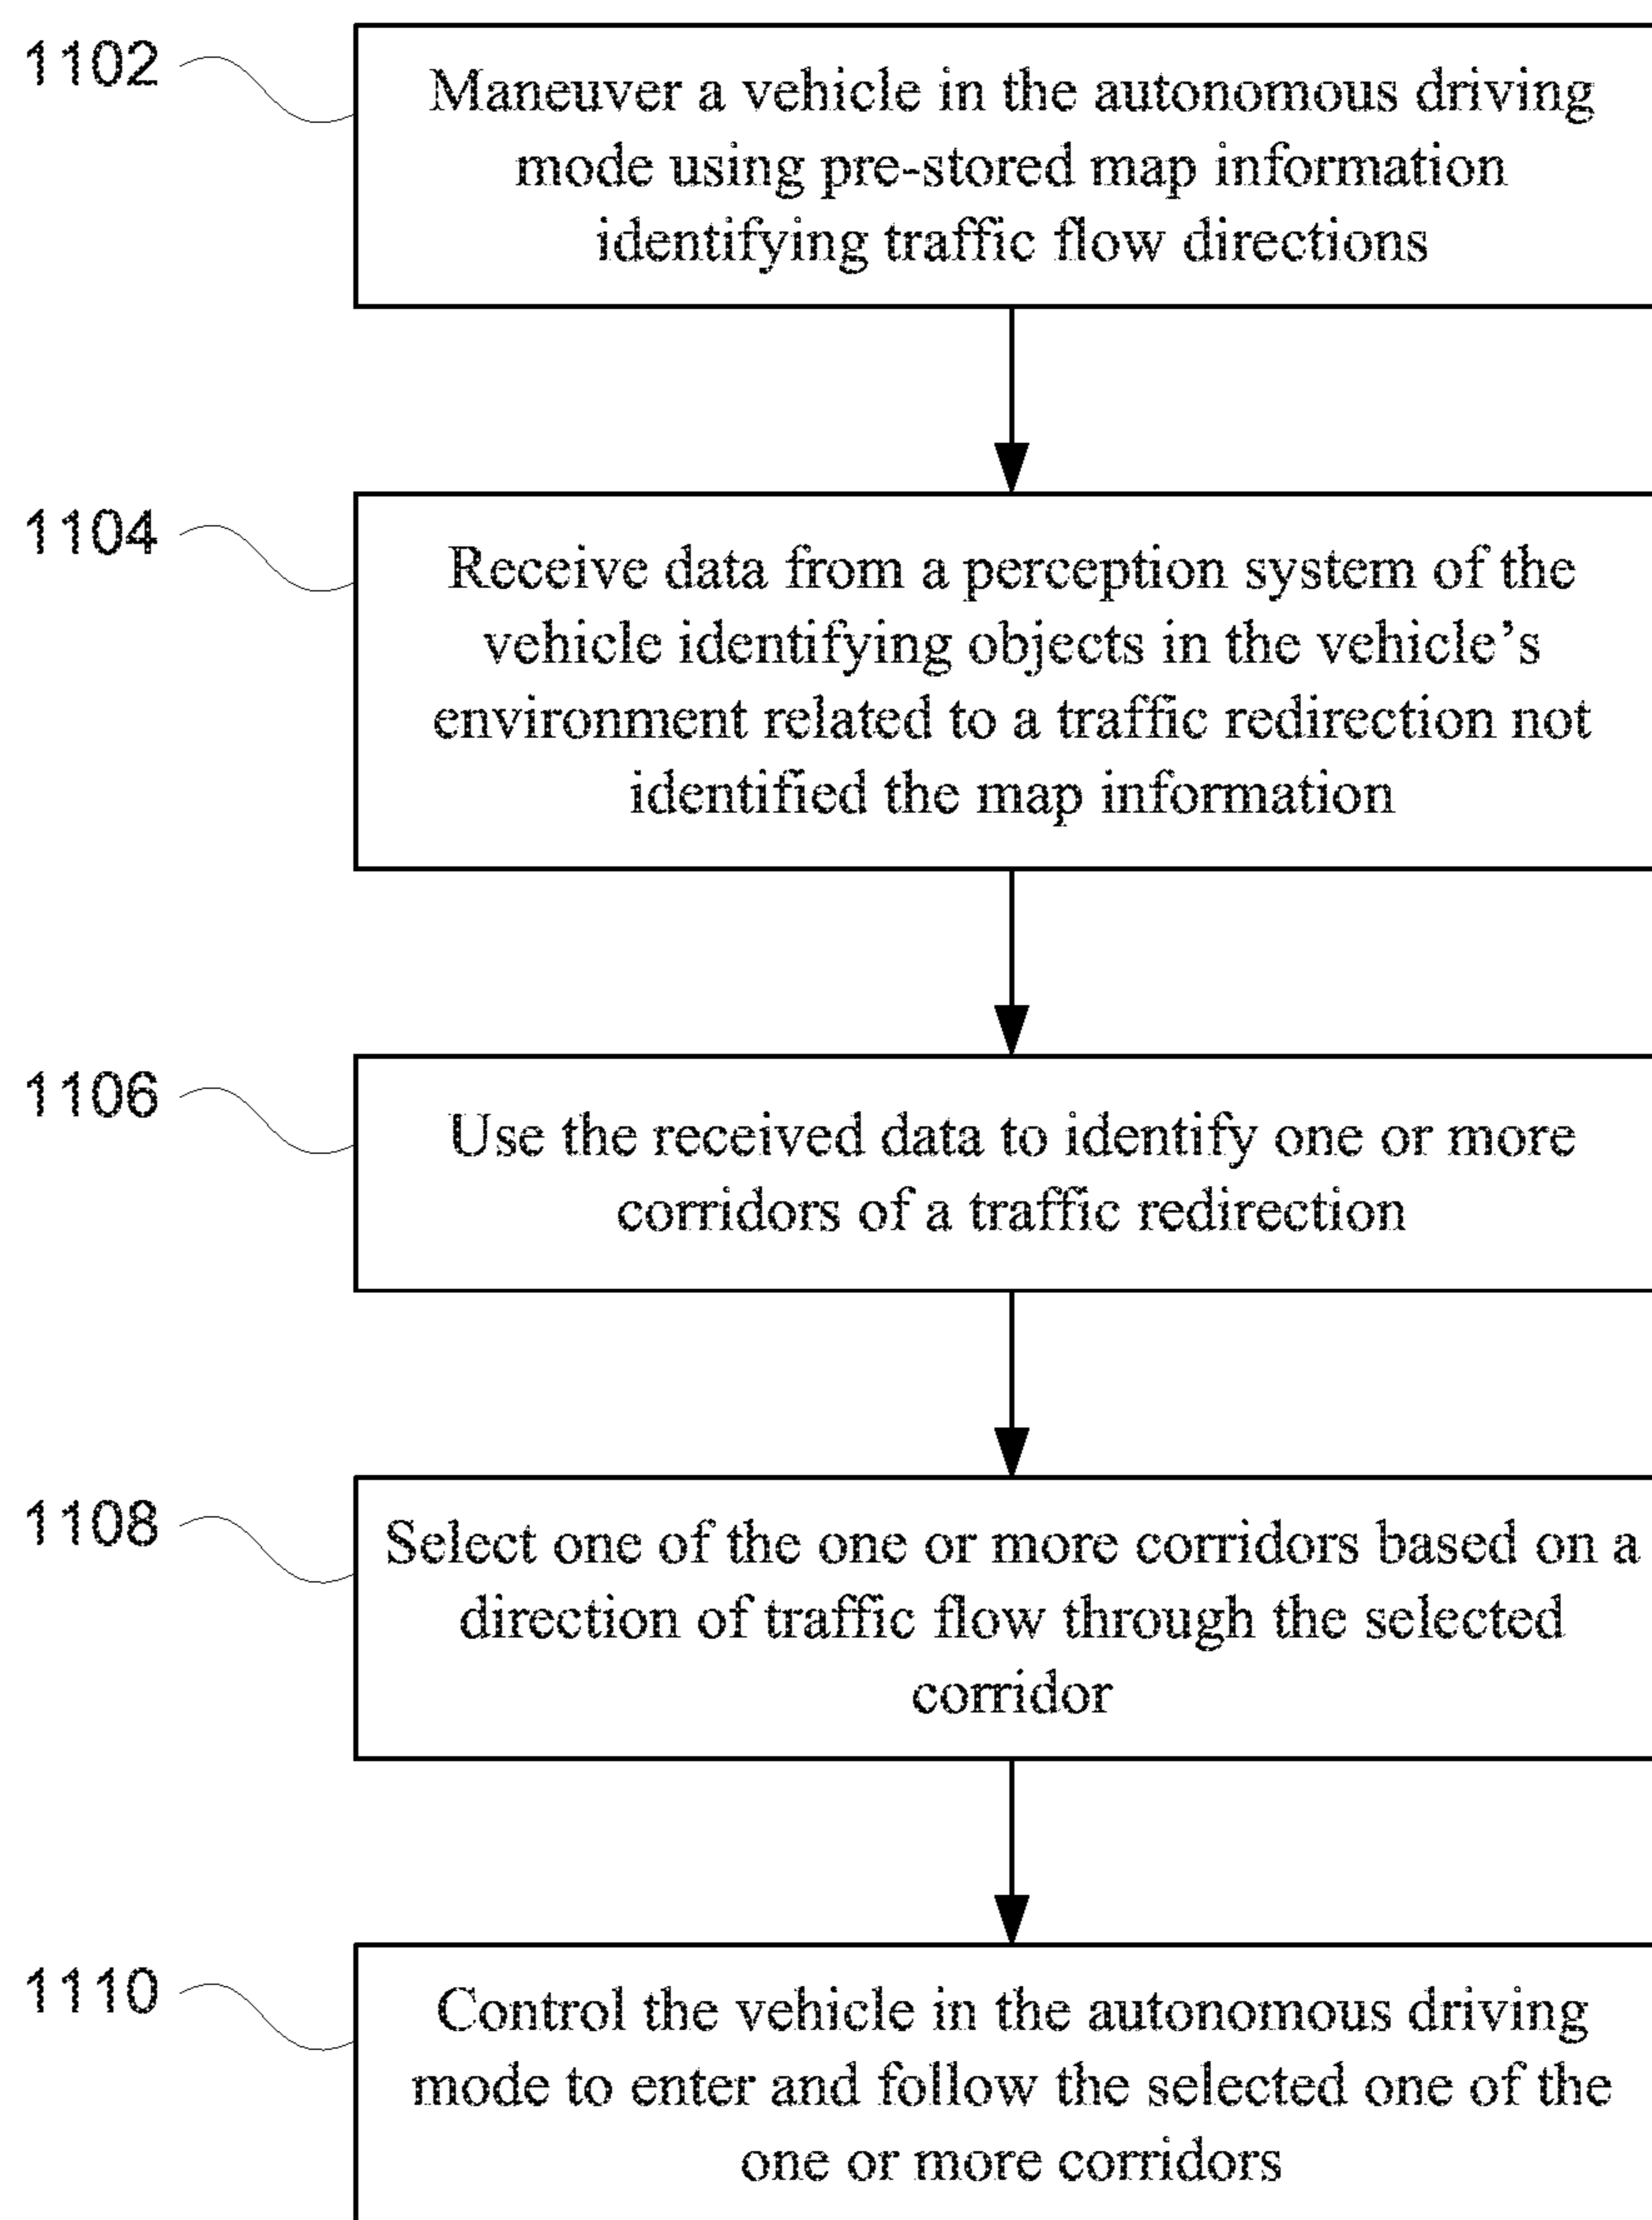 1102
Maneuver a vehicle in the autonomous driving
mode using pre-stored map information
identifying traffic flow directions
1104
Receive data from a perception system of the
vehicle identifying objects in the vehicle’s
environment related to a traffic redirection not
identified the map information
1106
Use the received data to identify one or more
corridors of a traffic redirection
1108
Select one of the one or more corridors based on a
direction of traffic flow through the selected
corridor
1110
Control the vehicle in the autonomous driving
mode to enter and follow the selected one of the
one or more corridors